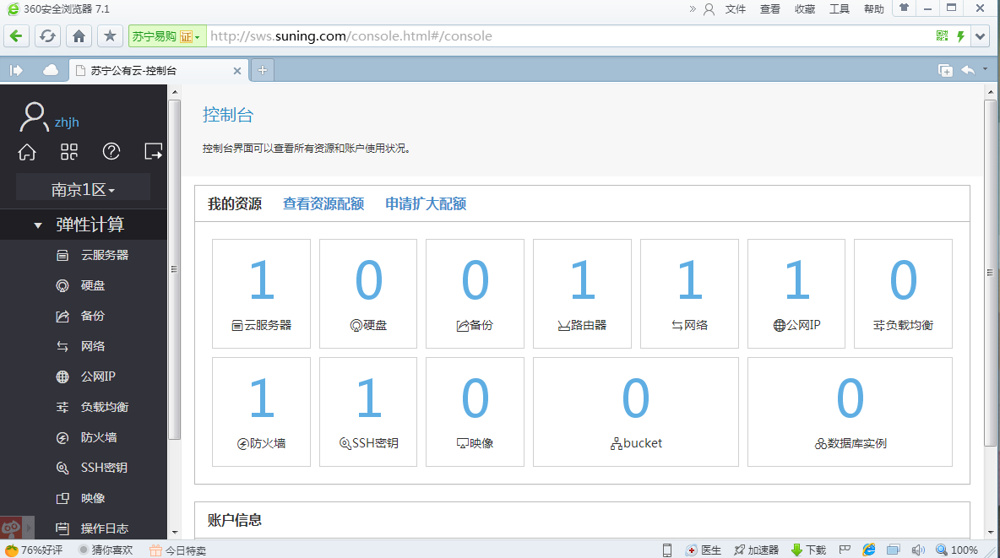 360安全浏览器 7.1
» 文件 查看 收藏 工具 帮助
苏宁易购 证 http://sws.suning.com/console.html#/console
苏宁公有云-控制台
zhjh
南京1区
弹性计算
云服务器
硬盘
备份
网络
公网IP
负载均衡
防火墙
SSH密钥
映像
操作日志
控制台
控制台界面可以查看所有资源和账户使用状况。
我的资源 查看资源配额 申请扩大配额
1 0 0 1 1 1 0
云服务器 硬盘 备份 路由器 网络 公网IP 负载均衡
1 1 0 0 0
防火墙 SSH密钥 映像 bucket 数据库实例
账户信息
76%好评 猜你喜欢 今日特卖 医生 加速器 下载 100%